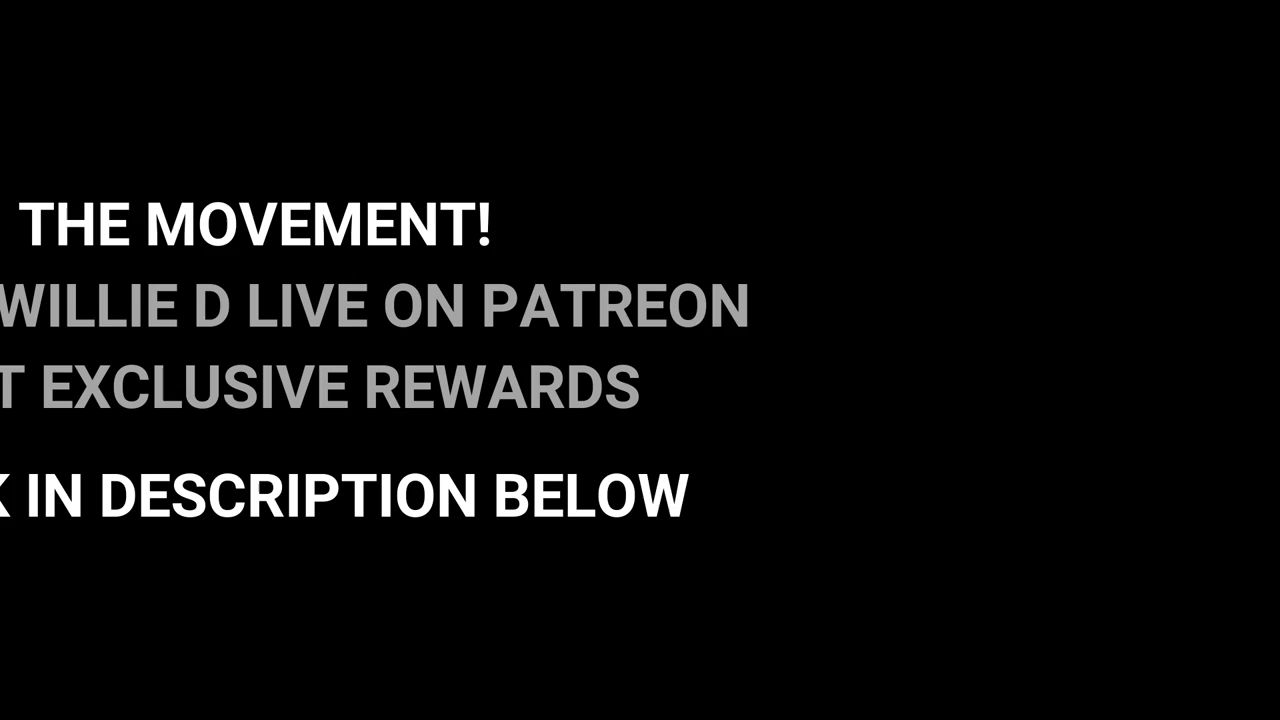 THE MOVEMENT!
WILLIE D LIVE ON PATREON
T EXCLUSIVE REWARDS
K IN DESCRIPTION BELOW